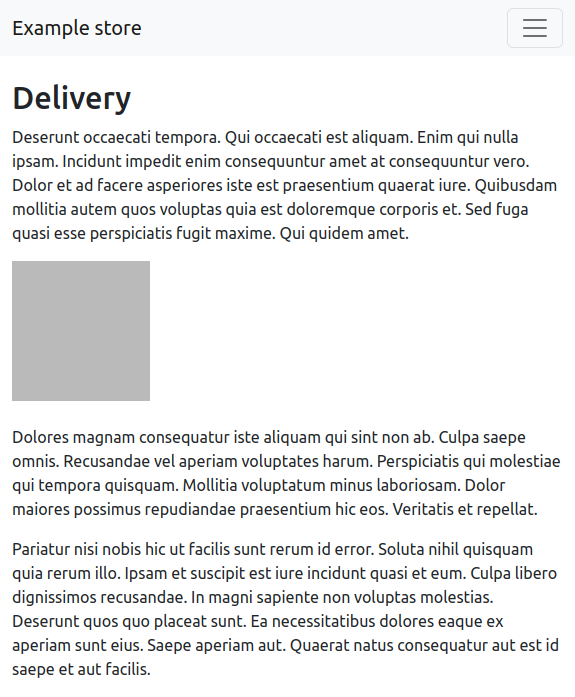 Example store
Delivery
Deserunt occaecati tempora. Qui occaecati est aliquam. Enim qui nulla
ipsam. Incidunt impedit enim consequuntur amet at consequuntur vero.
Dolor et ad facere asperiores iste est praesentium quaerat iure. Quibusdam
mollitia autem quos voluptas quia est doloremque corporis et. Sed fuga
quasi esse perspiciatis fugit maxime. Qui quidem amet.
Dolores magnam consequatur iste aliquam qui sint non ab. Culpa saepe
omnis. Recusandae vel aperiam voluptates harum. Perspiciatis qui molestiae
qui tempora quisquam. Mollitia voluptatum minus laboriosam. Dolor
maiores possimus repudiandae praesentium hic eos. Veritatis et repellat.
Pariatur nisi nobis hic ut facilis sunt rerum id error. Soluta nihil quisquam
quia rerum illo. Ipsam et suscipit est iure incidunt quasi et eum. Culpa libero
dignissimos recusandae. In magni sapiente non voluptas molestias.
Deserunt quos quo placeat sunt. Ea necessitatibus dolores eaque ex
aperiam sunt eius. Saepe aperiam aut. Quaerat natus consequatur aut est id
saepe et aut facilis.